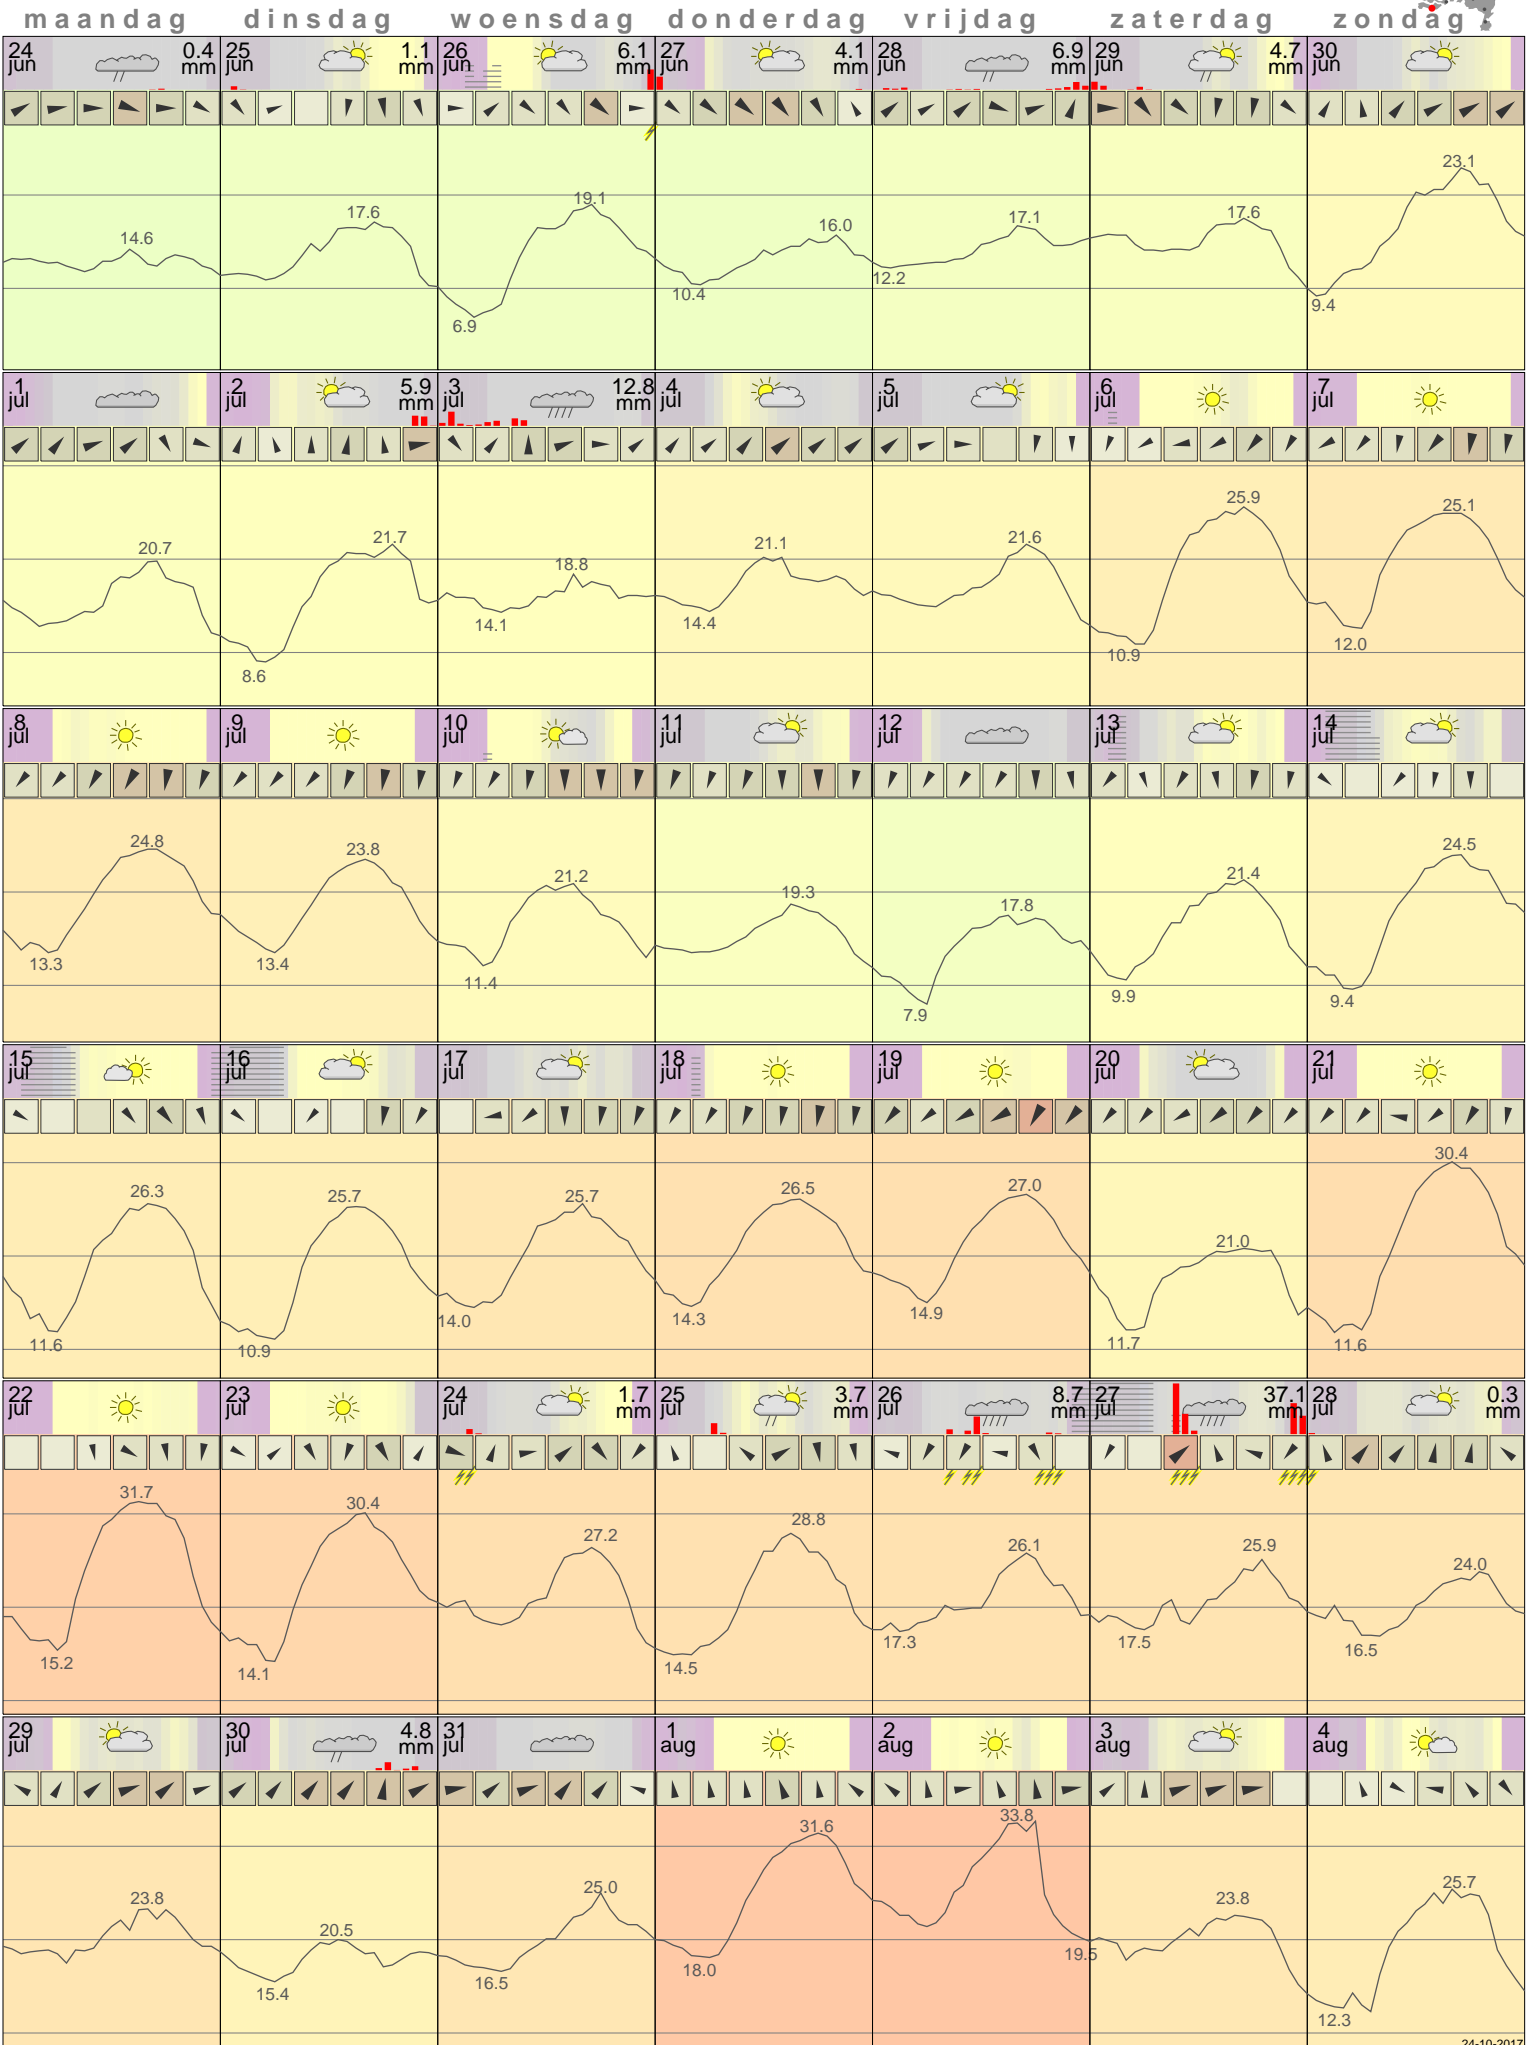 maandag dinsdag woensdag donderdag vrijdag zaterdag zondag
24 jun 0.4 mm 25 jun 1.1 mm 26 jun 6.1 mm 27 jun 4.1 mm 28 jun 6.9 mm 29 jun 4.7 mm 30 jun
14.6 17.6 6.9 19.1 10.4 16.0 12.2 17.1 17.6 9.4 23.1
1 jul 2 jul 5.9 mm 3 jul 12.8 mm 4 jul 5 jul 6 jul 7 jul
20.7 8.6 21.7 14.1 18.8 14.4 21.1 21.6 10.9 25.9 12.0 25.1
8 jul 9 jul 10 jul 11 jul 12 jul 13 jul 14 jul
13.3 24.8 13.4 23.8 11.4 21.2 19.3 7.9 17.8 9.9 21.4 9.4 24.5
15 jul 16 jul 17 jul 18 jul 19 jul 20 jul 21 jul
11.6 26.3 10.9 25.7 14.0 25.7 14.3 26.5 14.9 27.0 11.7 21.0 11.6 30.4
22 jul 23 jul 24 jul 1.7 mm 25 jul 3.7 mm 26 jul 8.7 mm 27 jul 37.1 mm 28 jul 0.3 mm
15.2 31.7 14.1 30.4 27.2 14.5 28.8 17.3 26.1 17.5 25.9 16.5 24.0
29 jul 30 jul 4.8 mm 31 jul 1 aug 2 aug 3 aug 4 aug
23.8 15.4 20.5 16.5 25.0 18.0 31.6 33.8 19.5 23.8 12.3 25.7
24-10-2017